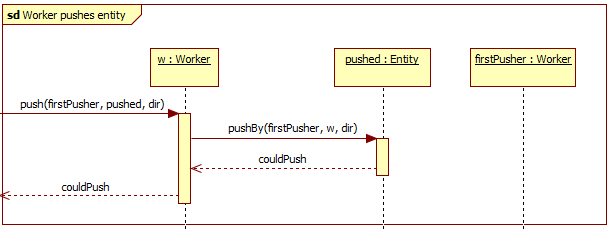 sd Worker pushes entity
w : Worker
pushed : Entity
firstPusher : Worker
push(firstPusher, pushed, dir)
pushBy(firstPusher, w, dir)
couldPush
couldPush